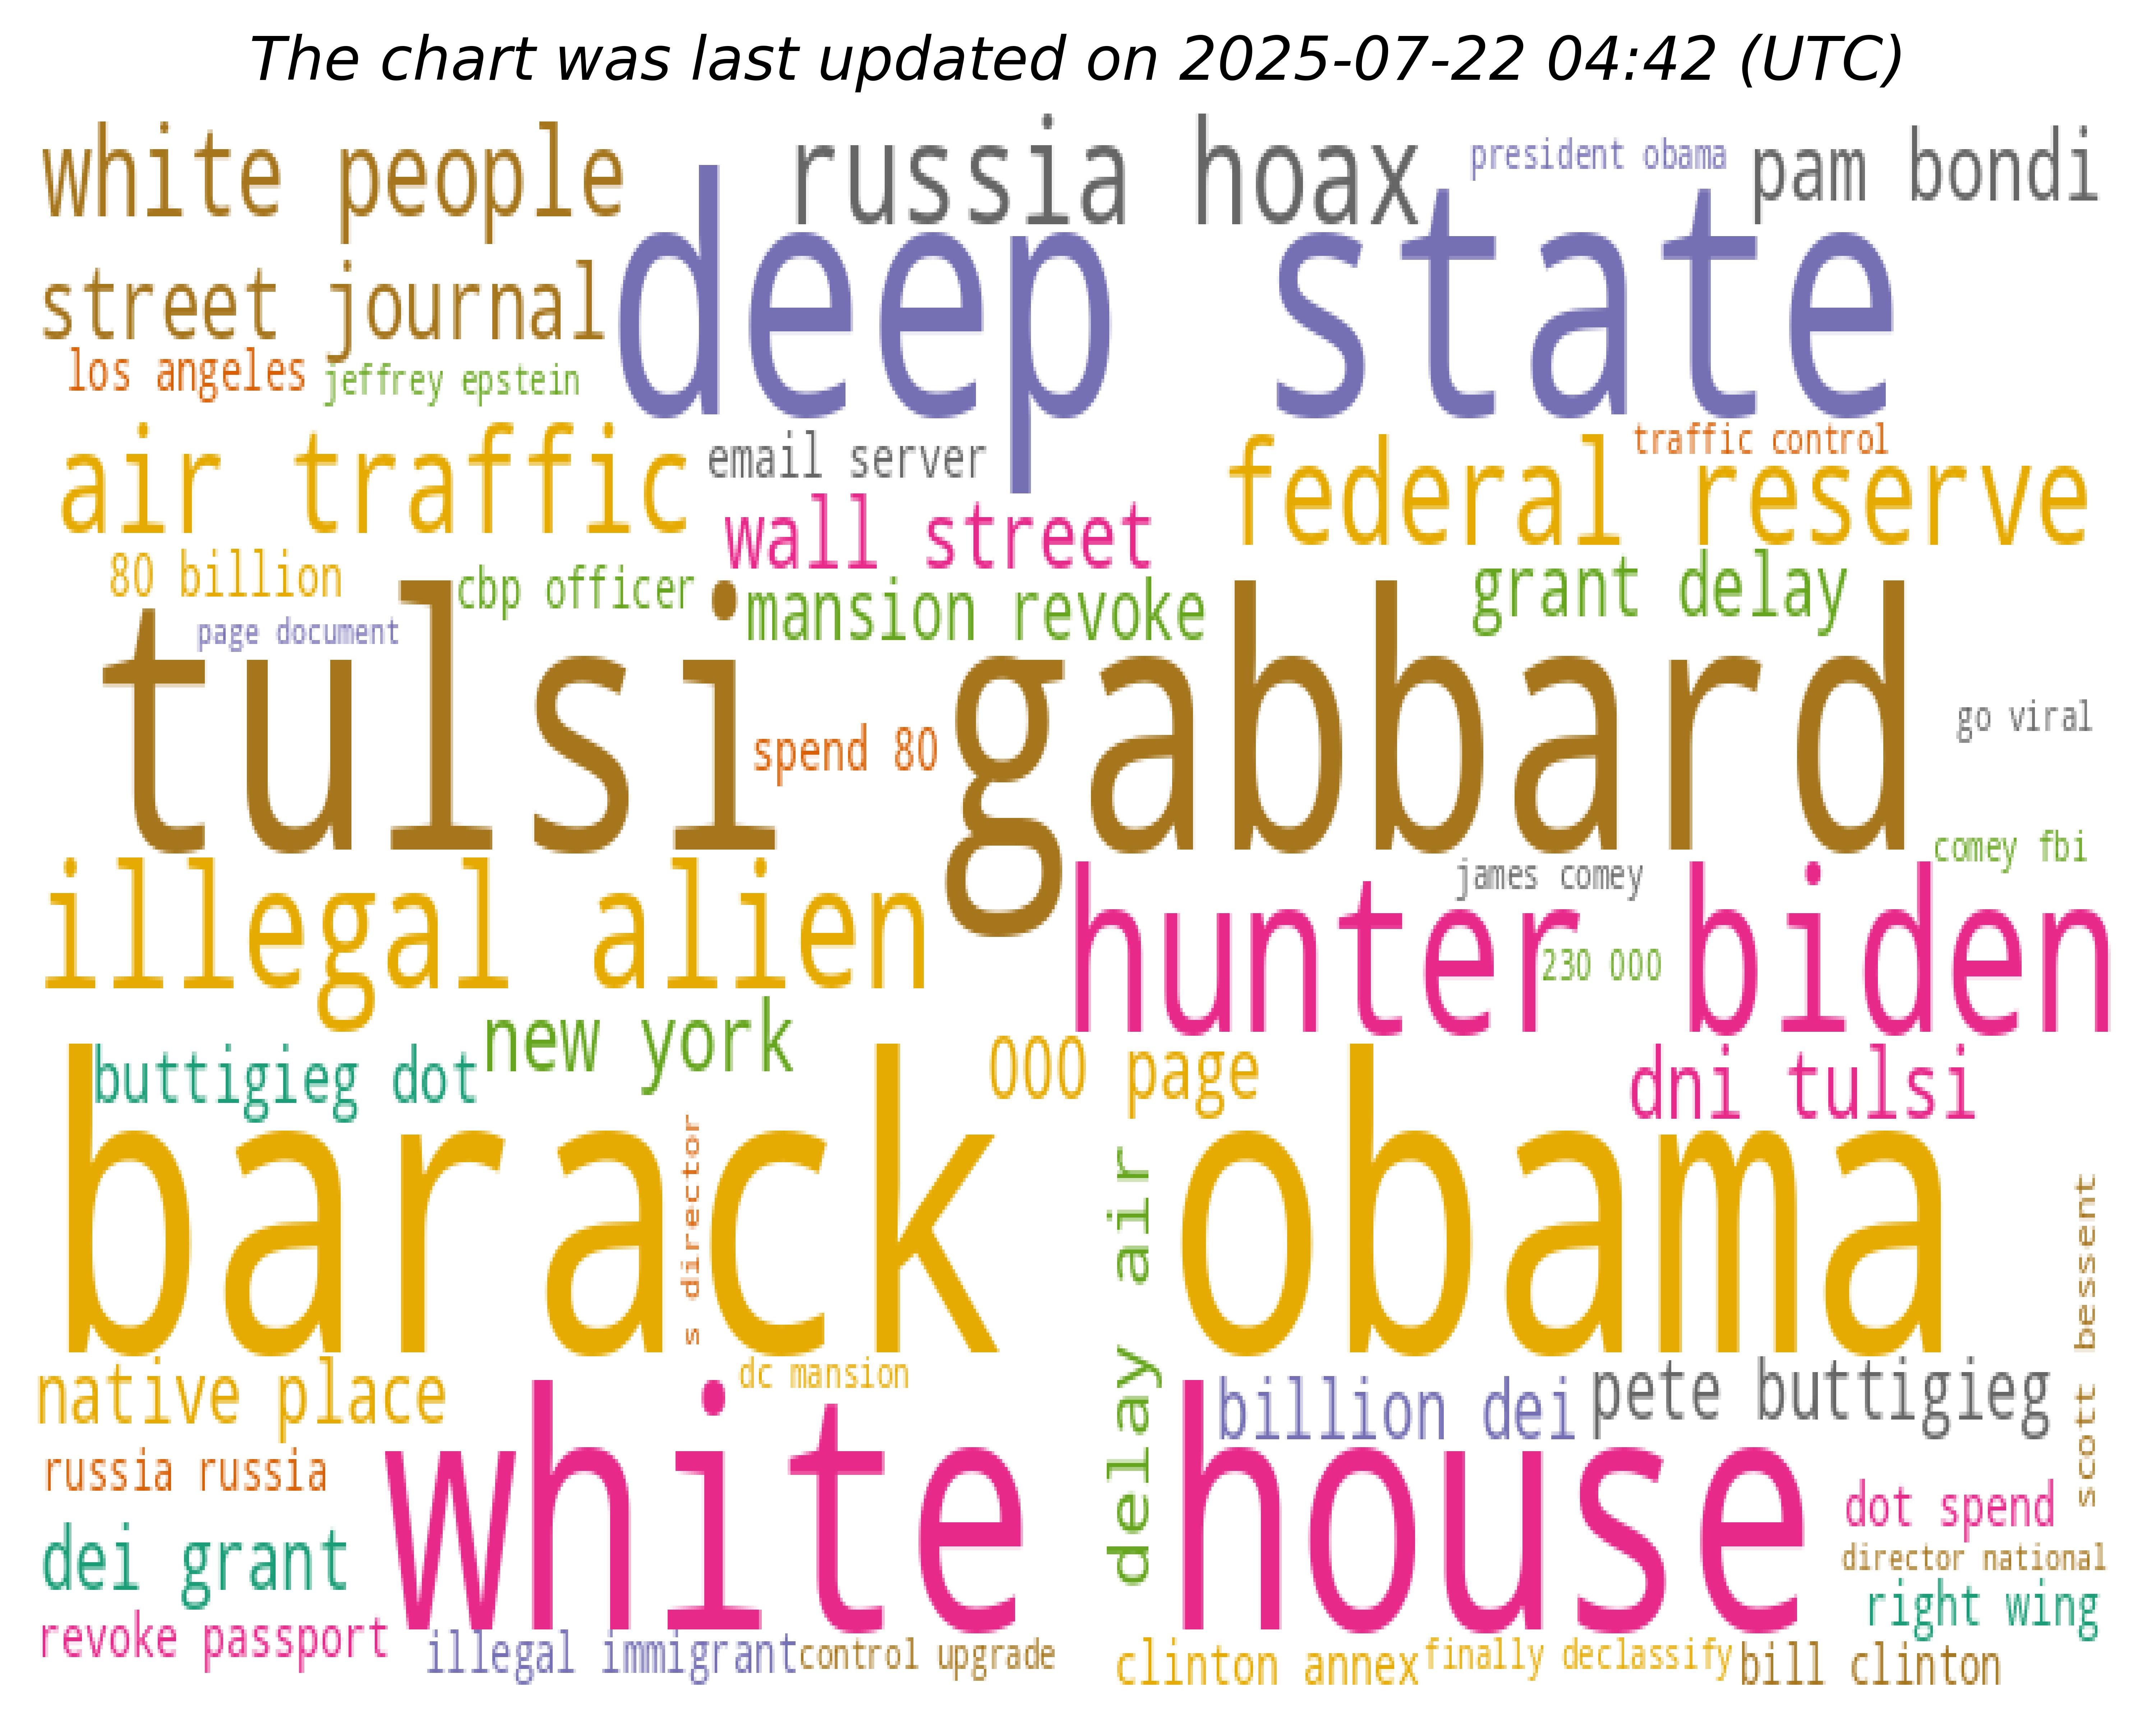 The chart was last updated on 2025-07-22 04:42 (UTC)
white people
russia hoax
president obama
pam bondi
deep state
street journal
los angeles
jeffrey epstein
air traffic
email server
federal reserve
traffic control
wall street
80 billion
cbp officer
mansion revoke
grant delay
page document
tulsi gabbard
spend 80
go viral
comey fbi
illegal alien
james comey
hunter biden
230 000
buttigieg dot
new york
000 page
dni tulsi
barack obama
s director
delay air
scott bessent
native place
dc mansion
billion dei
pete buttigieg
white house
russia russia
dot spend
dei grant
director national
right wing
revoke passport
illegal immigrant
control upgrade
clinton annex
finally declassify
bill clinton